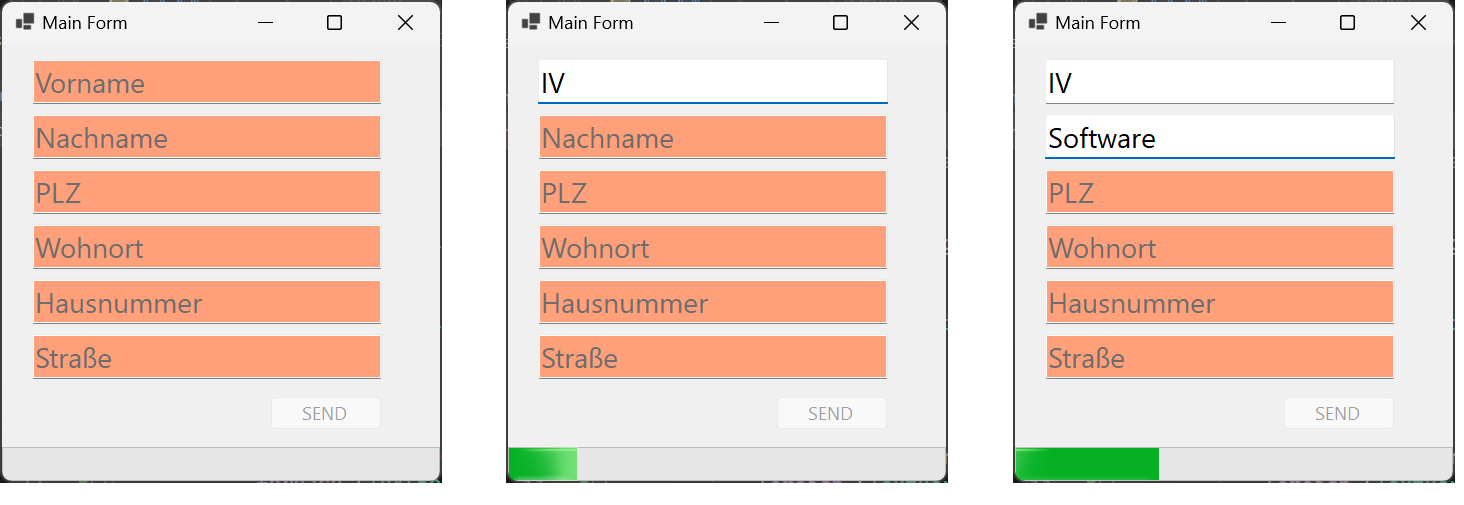 Main Form
Vorname
Nachname
PLZ
Wohnort
Hausnummer
Straße
SEND
Main Form
IV
Nachname
PLZ
Wohnort
Hausnummer
Straße
SEND
Main Form
IV
Software
PLZ
Wohnort
Hausnummer
Straße
SEND